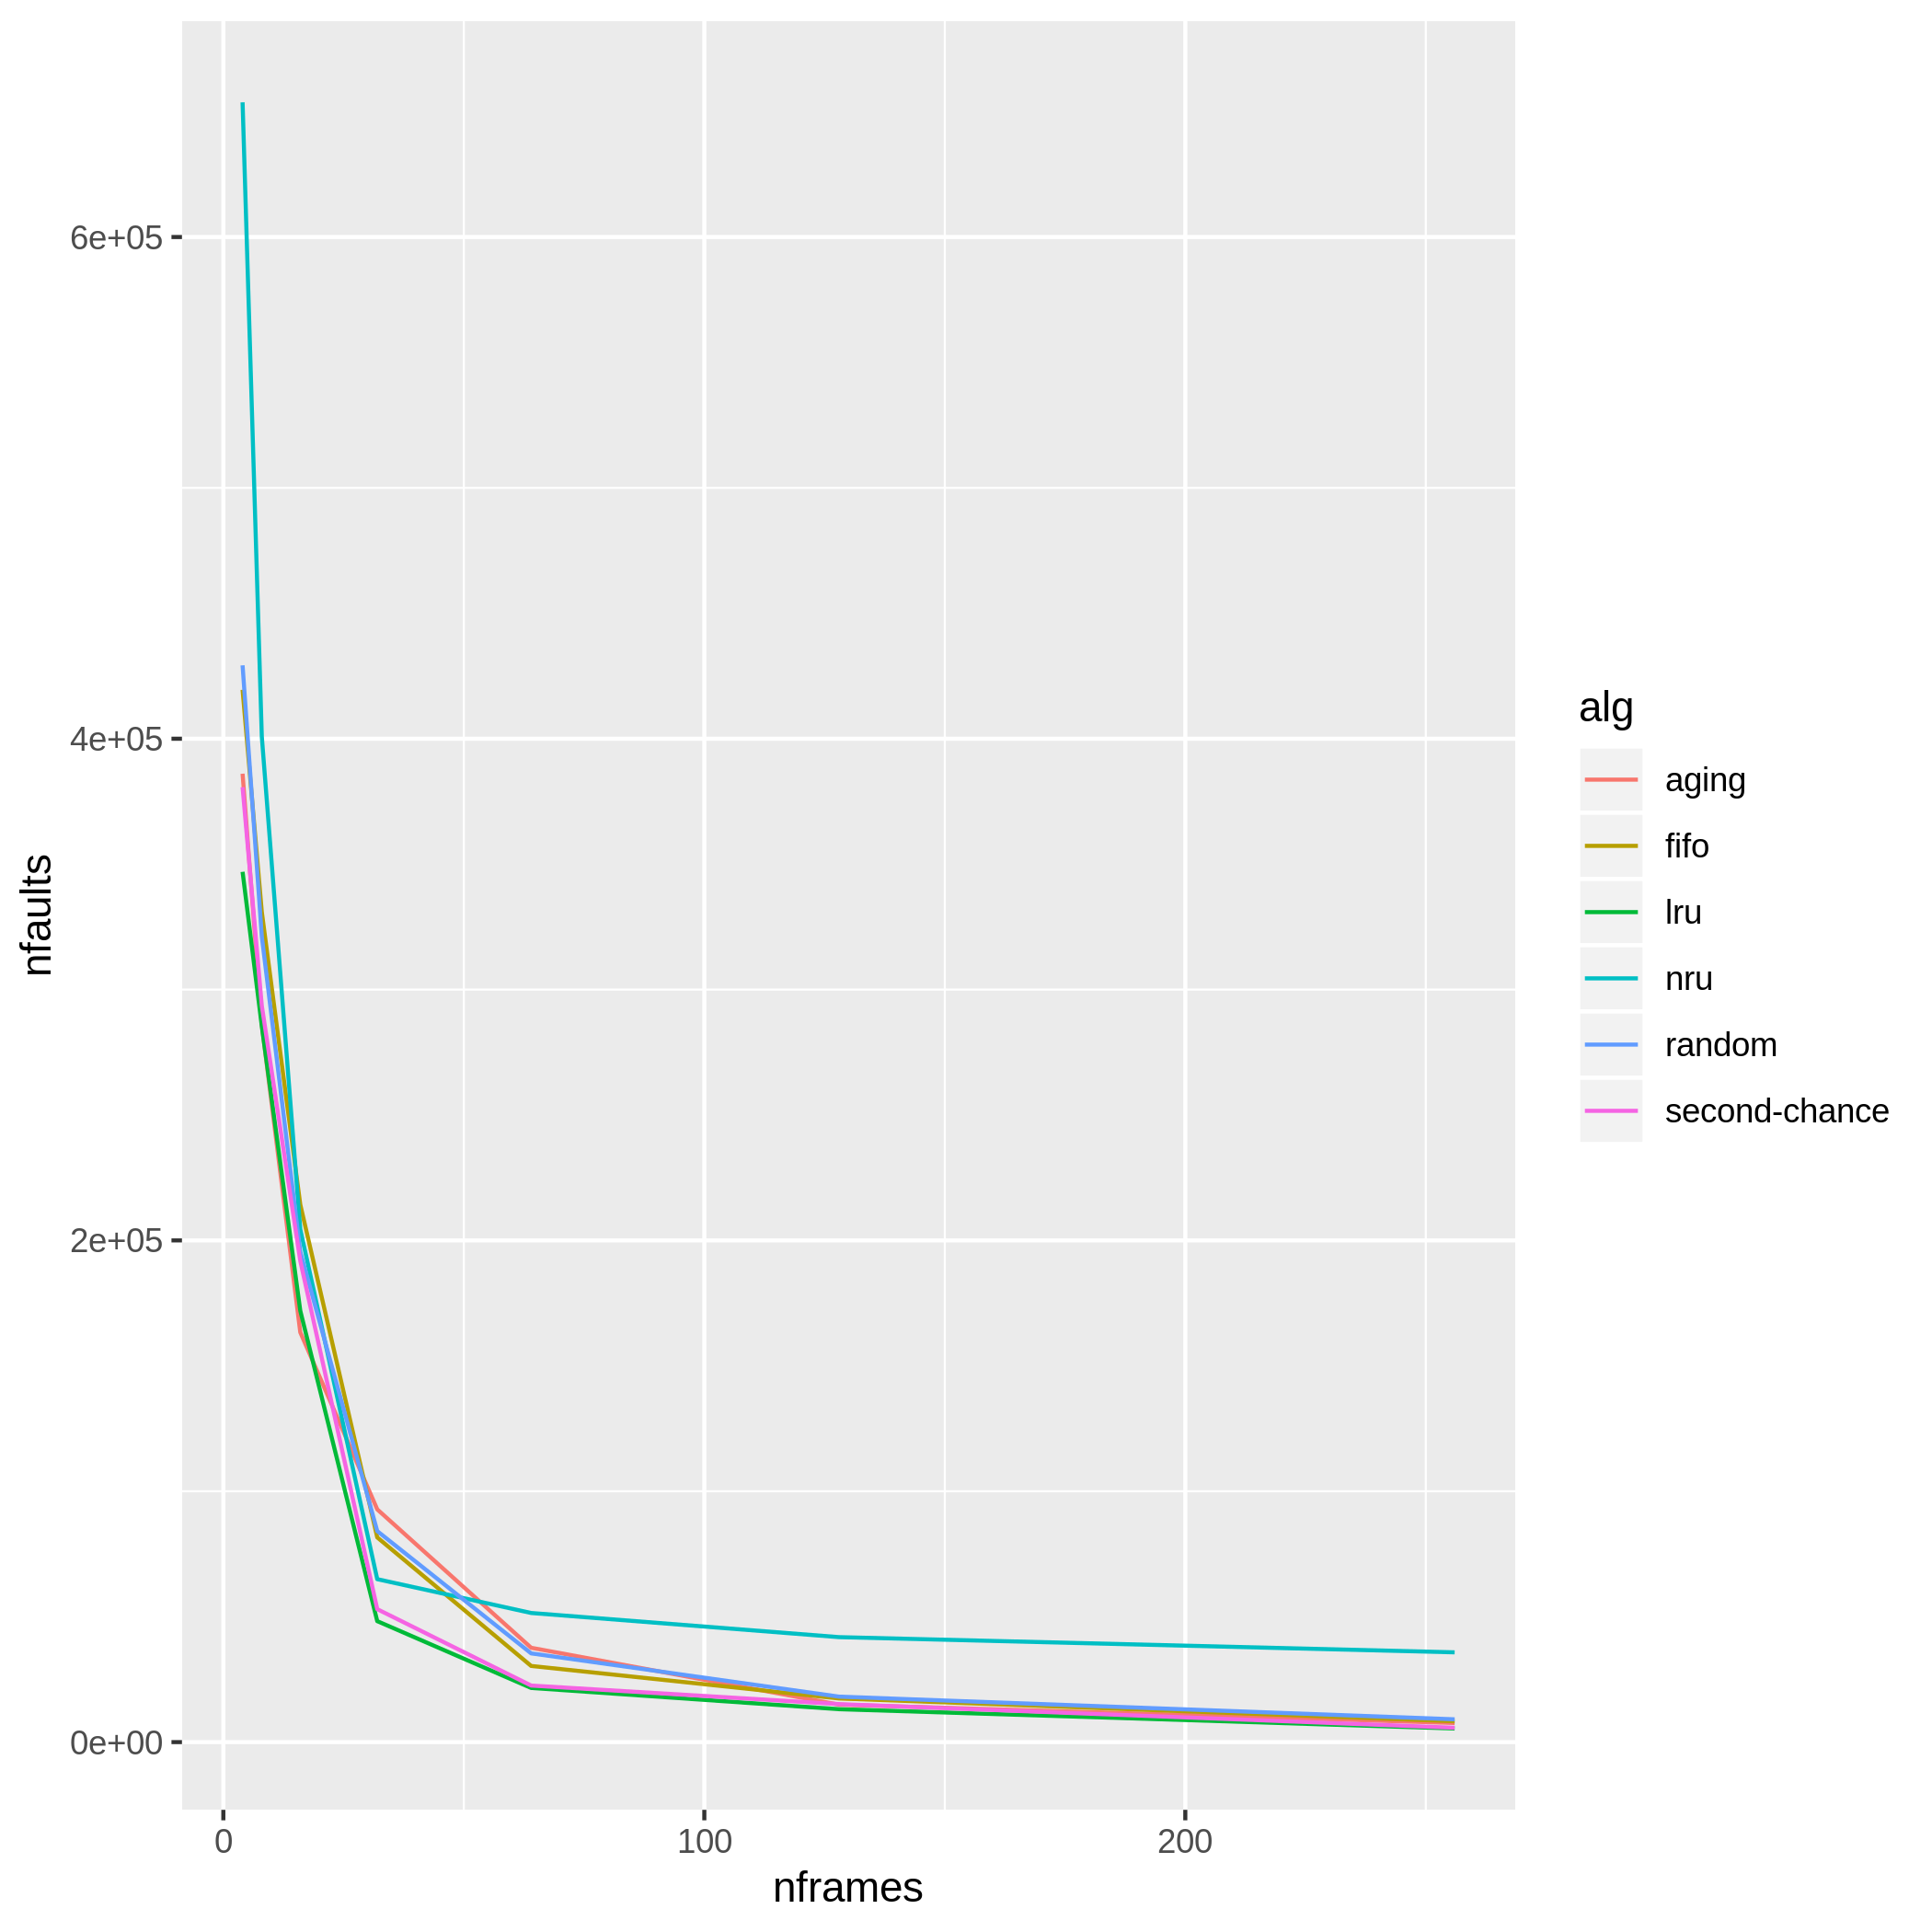 6e+05
4e+05
2e+05
0e+00
nfaults
0
100
200
nframes
alg
aging
fifo
lru
nru
random
second-chance